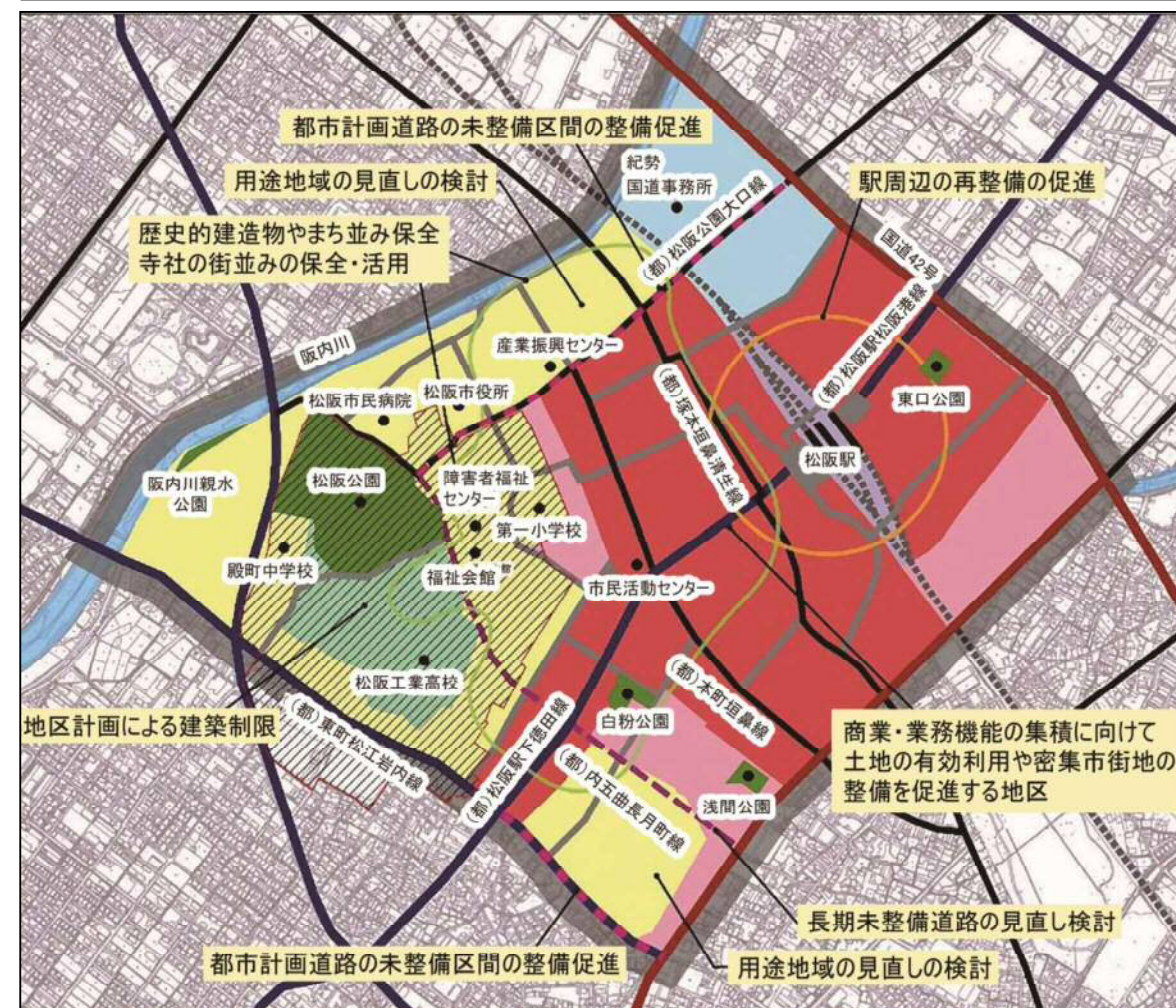 都市計画道路の未整備区間の整備促進
用途地域の見直しの検討
歴史的建造物やまち並み保全
寺社の街並みの保全・活用
紀勢
国道事務所
(都)松阪公園大口線
駅周辺の再整備の促進
国道42号
(都)松阪駅松阪港線
阪内川
産業振興センター
松阪市役所
松阪市民病院
東口公園
(都)塚本垣鼻清生線
松阪駅
阪内川親水
公園
松阪公園
障害者福祉
センター
第一小学校
殿町中学校
福祉会館
館
市民活動センター
松阪工業高校
地区計画による建築制限
(都)東町松江岩内線
(都)松阪駅下徳田線
白粉公園
(都)本町垣鼻線
(都)内五曲長月町線
浅間公園
商業・業務機能の集積に向けて
土地の有効利用や密集市街地の
整備を促進する地区
長期未整備道路の見直し検討
都市計画道路の未整備区間の整備促進
用途地域の見直しの検討